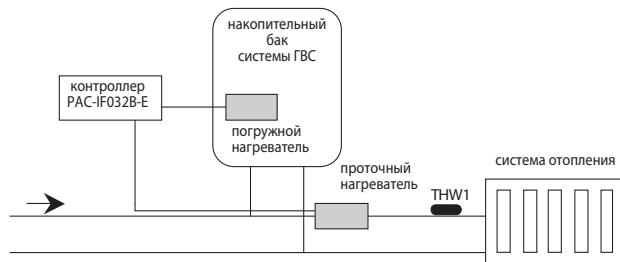 накопительный
бак
системы ГВС
контроллер
PAC-IF032B-E
погружной
нагреватель
проточный
нагреватель
THW1
система отопления